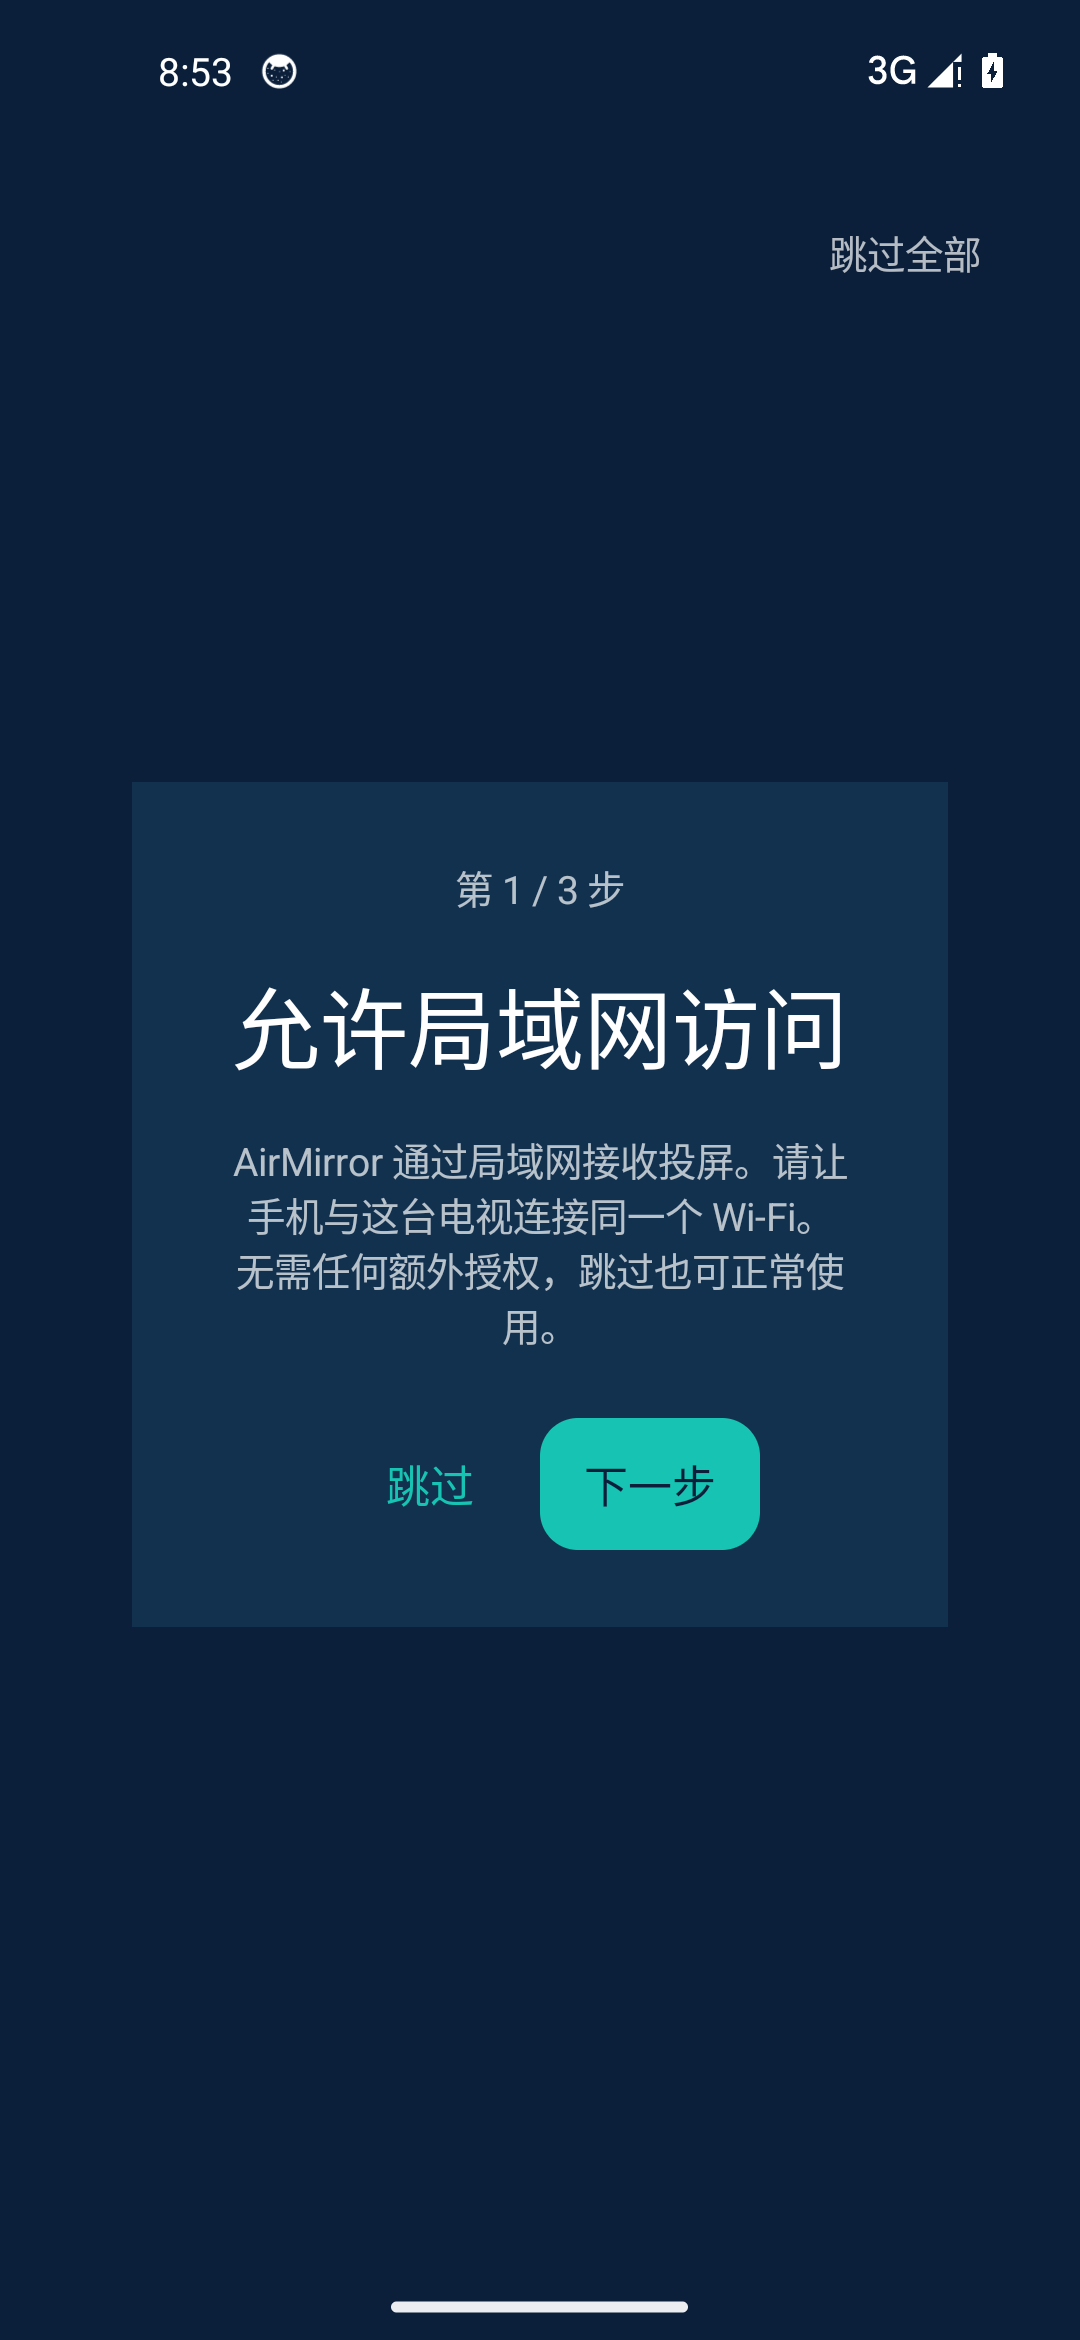 8:53
3G
跳过全部
第 1 / 3 步
允许局域网访问
AirMirror 通过局域网接收投屏。请让
手机与这台电视连接同一个 Wi-Fi。
无需任何额外授权，跳过也可正常使
用。
跳过
下一步